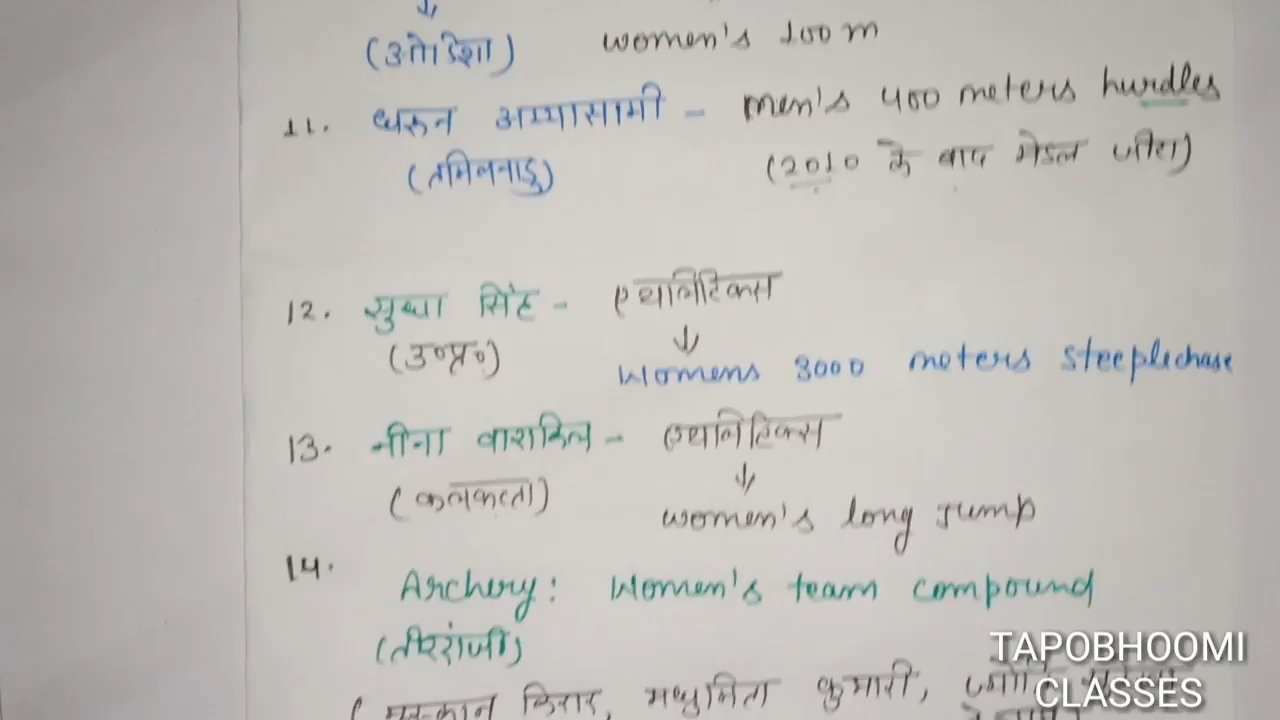 (ओडिशा) women's 100m
11. धरुन अय्यासामी - men's 400 meters hurdles
(तमिलनाडु) (2010 के बाद मेडल जीता)
12. सुधा सिंह - एथलिटिक्स
(उ०प्र०) womens 3000 meters steeplechase
13. नीना वाराकिल - एथलिटिक्स
(कलकत्ता) women's long jump
14. Archery: Women's team compound
(तीरंराजी)
(मुस्कान किरार, मधुमिता कुमारी,
TAPOBHOOMI
CLASSES